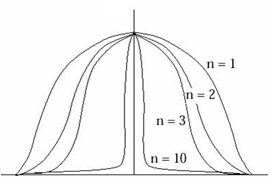 n = 1
n = 2
n = 3
n = 10